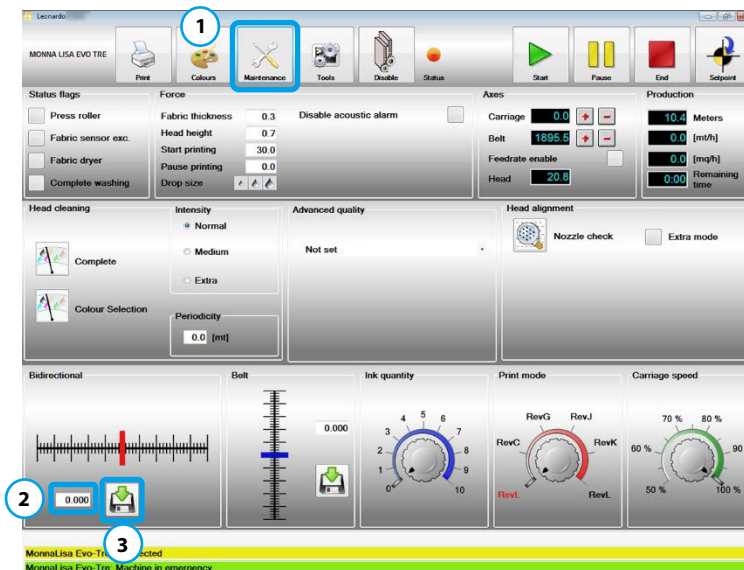 Leonardo
1
MONNA LISA EVO TRE
Print
Colours
Maintenance
Tools
Disable
Status
Start
Pause
End
Setpoint
Status flags
Press roller
Fabric sensor exc.
Fabric dryer
Complete washing
Force
Fabric thickness 0.3
Head height 0.7
Start printing 30.0
Pause printing 0.0
Drop size
Disable acoustic alarm
Axes
Carriage 0.0 + -
Belt 1895.5 + -
Feedrate enable
Head 20.8
Production
10.4 Meters
0.0 [mt/h]
0.0 [mq/h]
0:00 Remaining
time
Head cleaning
Complete
Colour Selection
Intensity
Normal
Medium
Extra
Periodicity
0.0 [mt]
Advanced quality
Not set
Head alignment
Nozzle check
Extra mode
Bidirectional
2
0.000
3
Belt
0.000
Ink quantity
0 1 2 3 4 5 6 7 8 9 10
Print mode
RevL RevC RevG RevJ RevK RevL
Carriage speed
50 % 60 % 70 % 80 % 90 100 %
MonnaLisa Evo-Tre
ected
MonnaLisa Evo-Tre: Machine in emergency